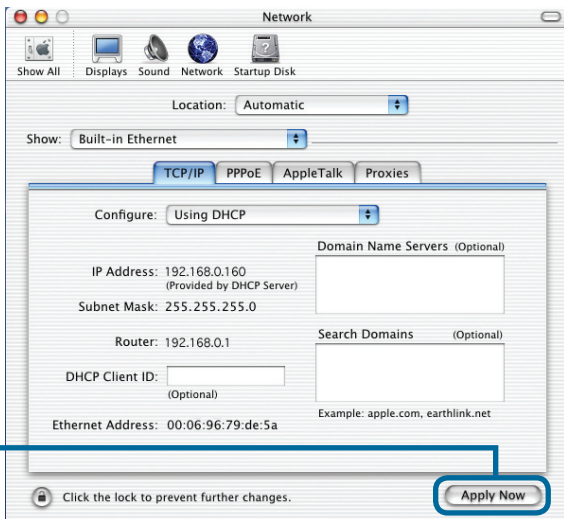 Network
Show All Displays Sound Network Startup Disk
Location: Automatic
Show: Built-in Ethernet
TCP/IP PPPoE AppleTalk Proxies
Configure: Using DHCP
Domain Name Servers (Optional)
IP Address: 192.168.0.160
(Provided by DHCP Server)
Subnet Mask: 255.255.255.0
Router: 192.168.0.1
Search Domains (Optional)
DHCP Client ID:
(Optional)
Example: apple.com, earthlink.net
Ethernet Address: 00:06:96:79:de:5a
Click the lock to prevent further changes.
Apply Now